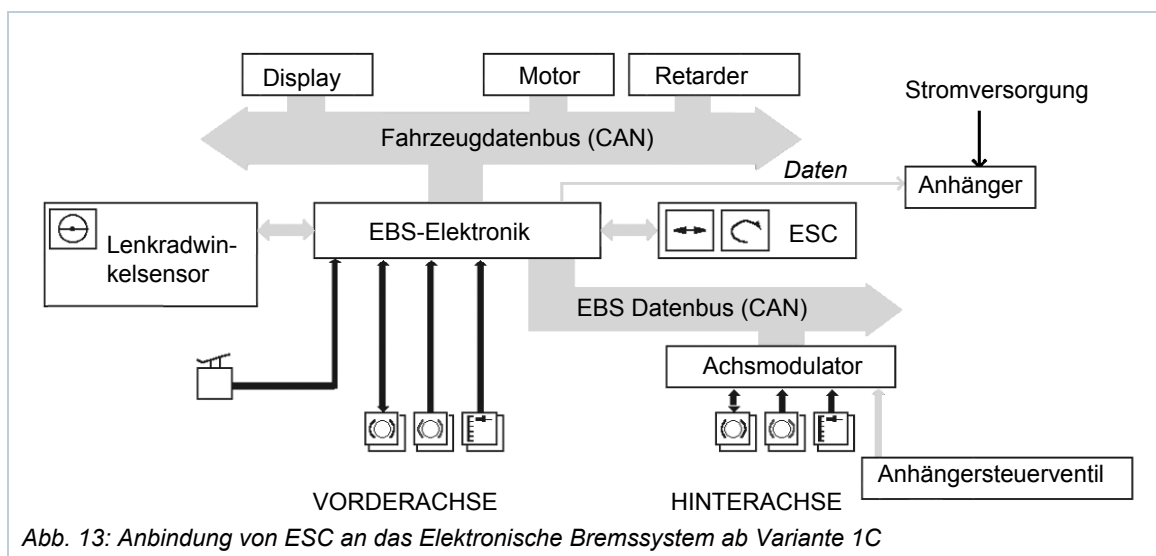 Display
Motor
Retarder
Stromversorgung
Fahrzeugdatenbus (CAN)
Daten
Anhänger
Lenkradwin-
kelsensor
EBS-Elektronik
ESC
EBS Datenbus (CAN)
Achsmodulator
Anhängersteuerventil
VORDERACHSE
HINTERACHSE
Abb. 13: Anbindung von ESC an das Elektronische Bremssystem ab Variante 1C